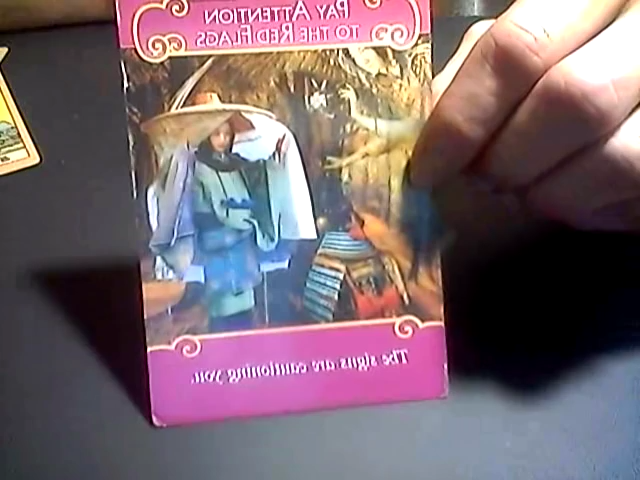 PAY ATTENTION
TO THE RED FLAGS
The signs are cautioning you.